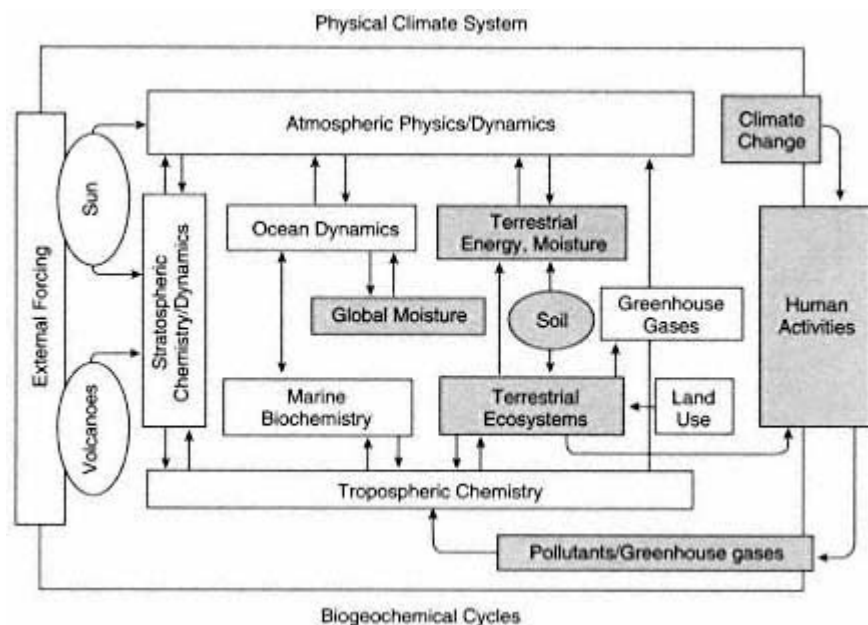 Physical Climate System
Atmospheric Physics/Dynamics
Climate
Change
External Forcing
Sun
Volcanoes
Stratospheric
Chemistry/Dynamics
Ocean Dynamics
Terrestrial
Energy, Moisture
Global Moisture
Soil
Greenhouse
Gases
Human
Activities
Marine
Biochemistry
Terrestrial
Ecosystems
Land
Use
Tropospheric Chemistry
Pollutants/Greenhouse gases
Biogeochemical Cycles